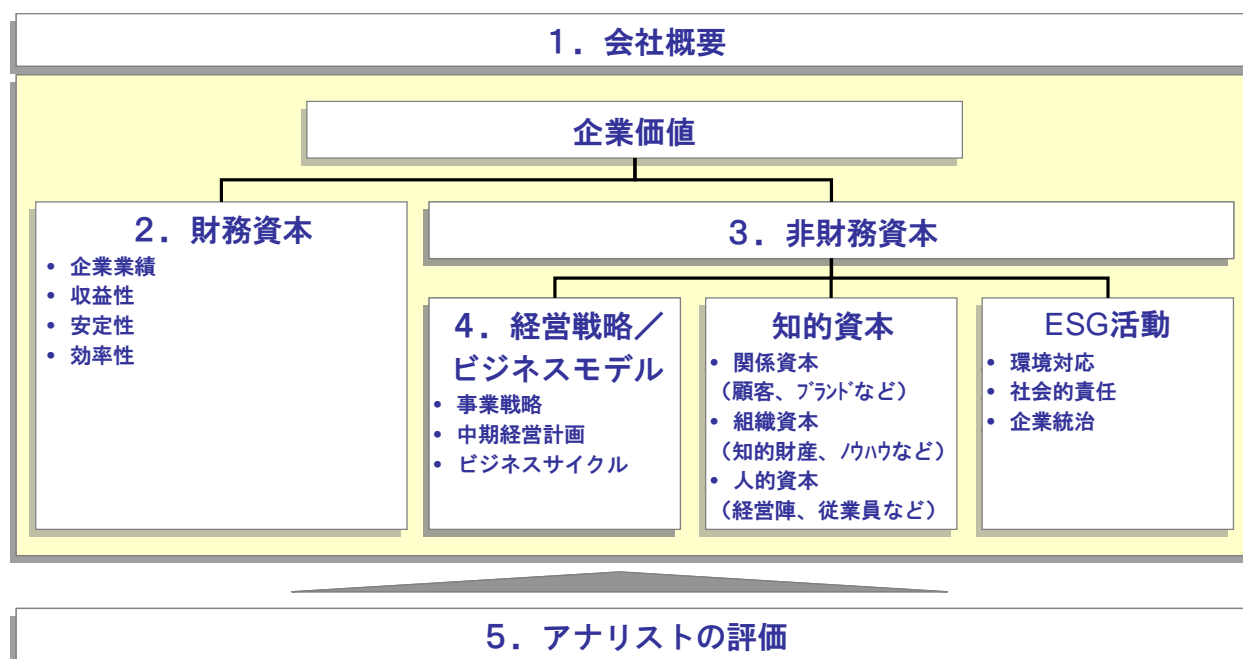 １．会社概要
企業価値
２．財務資本
• 企業業績
• 収益性
• 安定性
• 効率性
３．非財務資本
４．経営戦略／
ビジネスモデル
• 事業戦略
• 中期経営計画
• ビジネスサイクル
知的資本
• 関係資本
（顧客、ﾌﾞﾗﾝﾄﾞなど）
• 組織資本
（知的財産、ﾉｳﾊｳなど）
• 人的資本
（経営陣、従業員など）
ESG活動
• 環境対応
• 社会的責任
• 企業統治
５．アナリストの評価